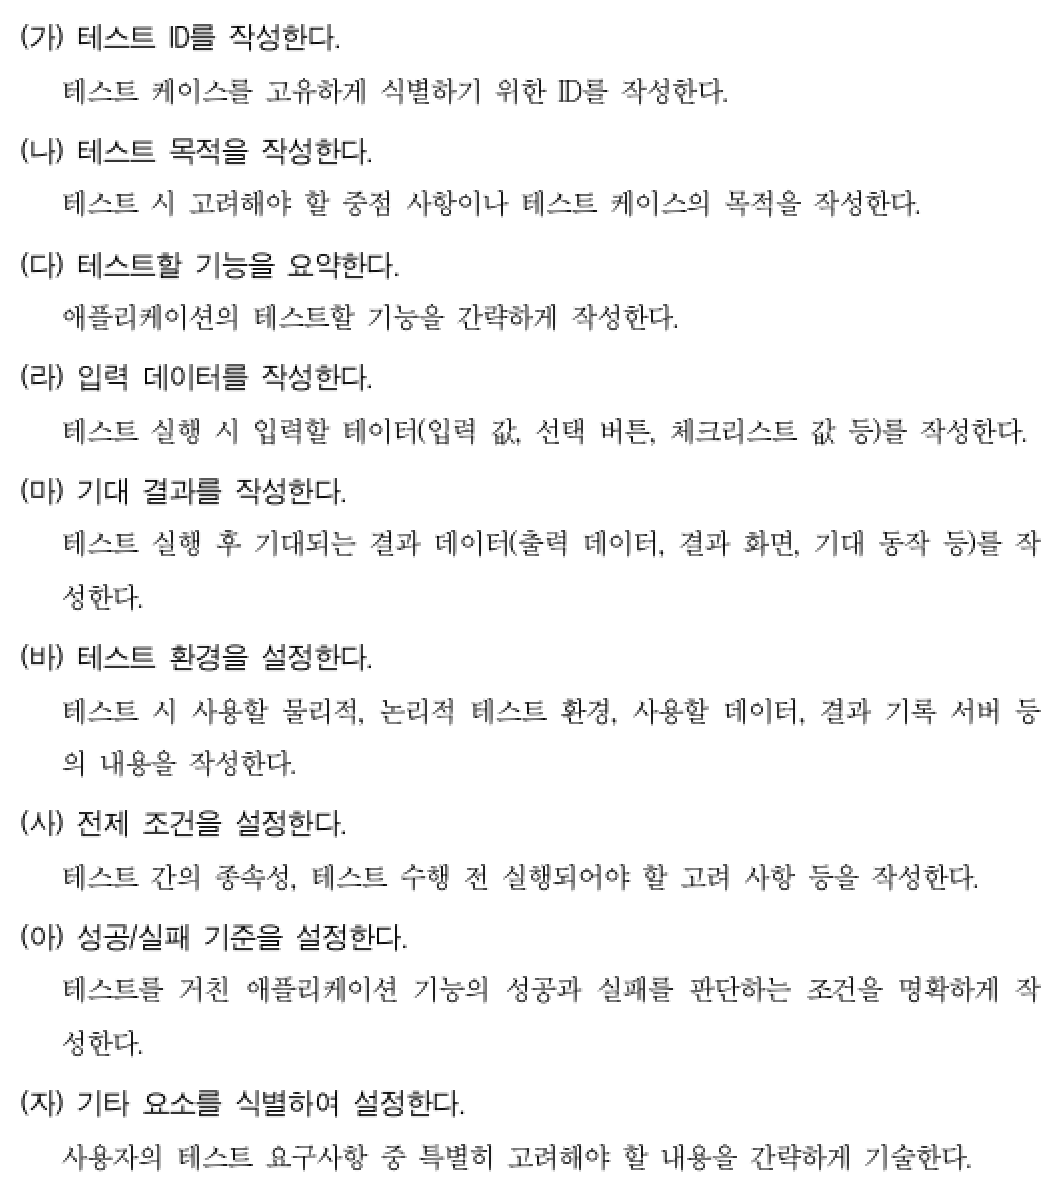 (가) 테스트 ID를 작성한다.
테스트 케이스를 고유하게 식별하기 위한 ID를 작성한다.
(나) 테스트 목적을 작성한다.
테스트 시 고려해야 할 중점 사항이나 테스트 케이스의 목적을 작성한다.
(다) 테스트할 기능을 요약한다.
애플리케이션의 테스트할 기능을 간략하게 작성한다.
(라) 입력 데이터를 작성한다.
테스트 실행 시 입력할 데이터(입력 값, 선택 버튼, 체크리스트 값 등)를 작성한다.
(마) 기대 결과를 작성한다.
테스트 실행 후 기대되는 결과 데이터(출력 데이터, 결과 화면, 기대 동작 등)를 작
성한다.
(바) 테스트 환경을 설정한다.
테스트 시 사용할 물리적, 논리적 테스트 환경, 사용할 데이터, 결과 기록 서버 등
의 내용을 작성한다.
(사) 전제 조건을 설정한다.
테스트 간의 종속성, 테스트 수행 전 실행되어야 할 고려 사항 등을 작성한다.
(아) 성공/실패 기준을 설정한다.
테스트를 거친 애플리케이션 기능의 성공과 실패를 판단하는 조건을 명확하게 작
성한다.
(자) 기타 요소를 식별하여 설정한다.
사용자의 테스트 요구사항 중 특별히 고려해야 할 내용을 간략하게 기술한다.